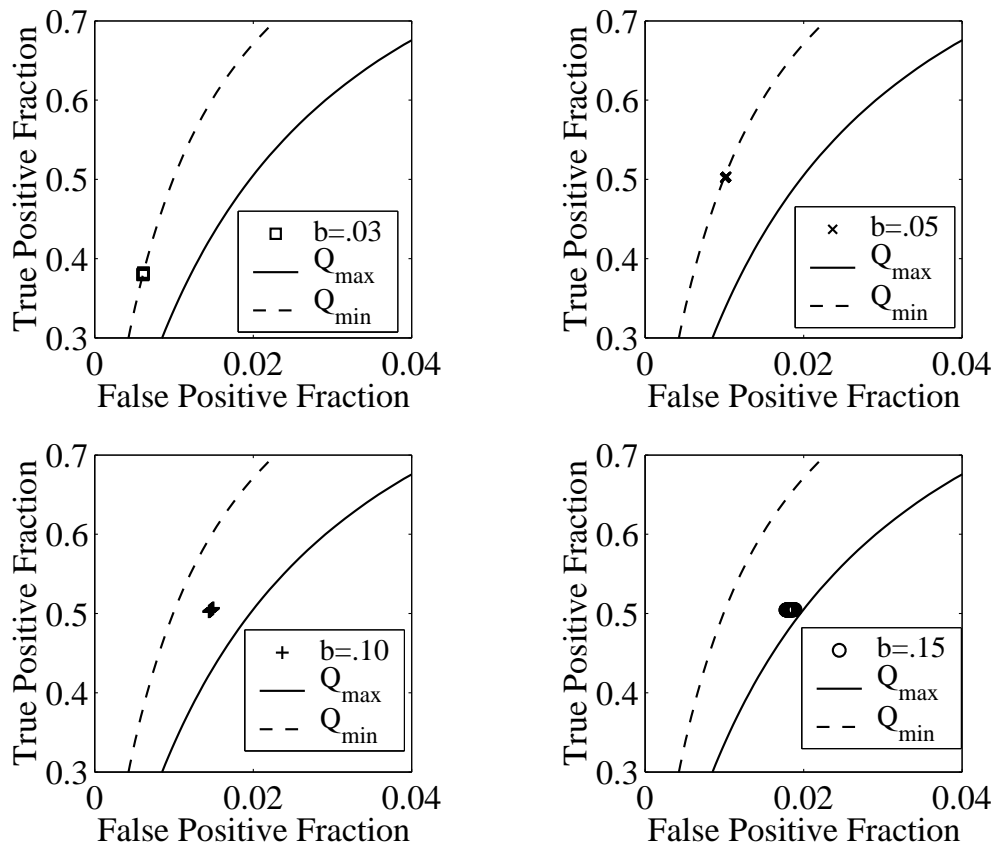 0.7
0.6
0.5
0.4
0.3
True Positive Fraction
b=.03
Q_max
Q_min
0
0.02
0.04
False Positive Fraction
0.7
0.6
0.5
0.4
0.3
True Positive Fraction
b=.05
Q_max
Q_min
0
0.02
0.04
False Positive Fraction
0.7
0.6
0.5
0.4
0.3
True Positive Fraction
b=.10
Q_max
Q_min
0
0.02
0.04
False Positive Fraction
0.7
0.6
0.5
0.4
0.3
True Positive Fraction
b=.15
Q_max
Q_min
0
0.02
0.04
False Positive Fraction